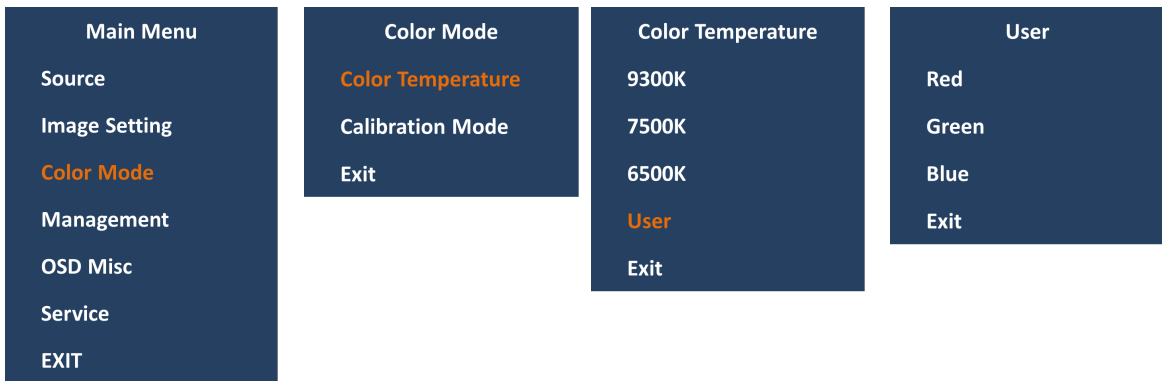 Main Menu
Source
Image Setting
Color Mode
Management
OSD Misc
Service
EXIT
Color Mode
Color Temperature
Calibration Mode
Exit
Color Temperature
9300K
7500K
6500K
User
Exit
User
Red
Green
Blue
Exit